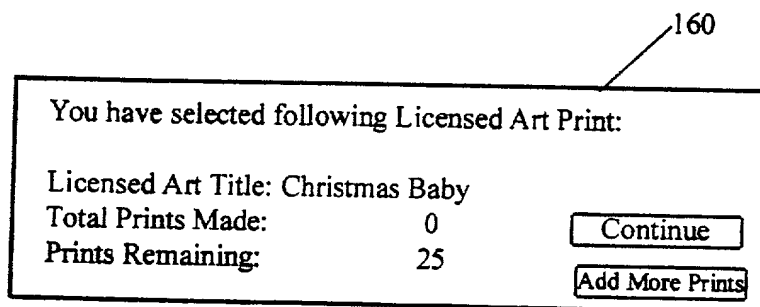 160
You have selected following Licensed Art Print:
Licensed Art Title: Christmas Baby
Total Prints Made: 0
Continue
Prints Remaining: 25
Add More Prints